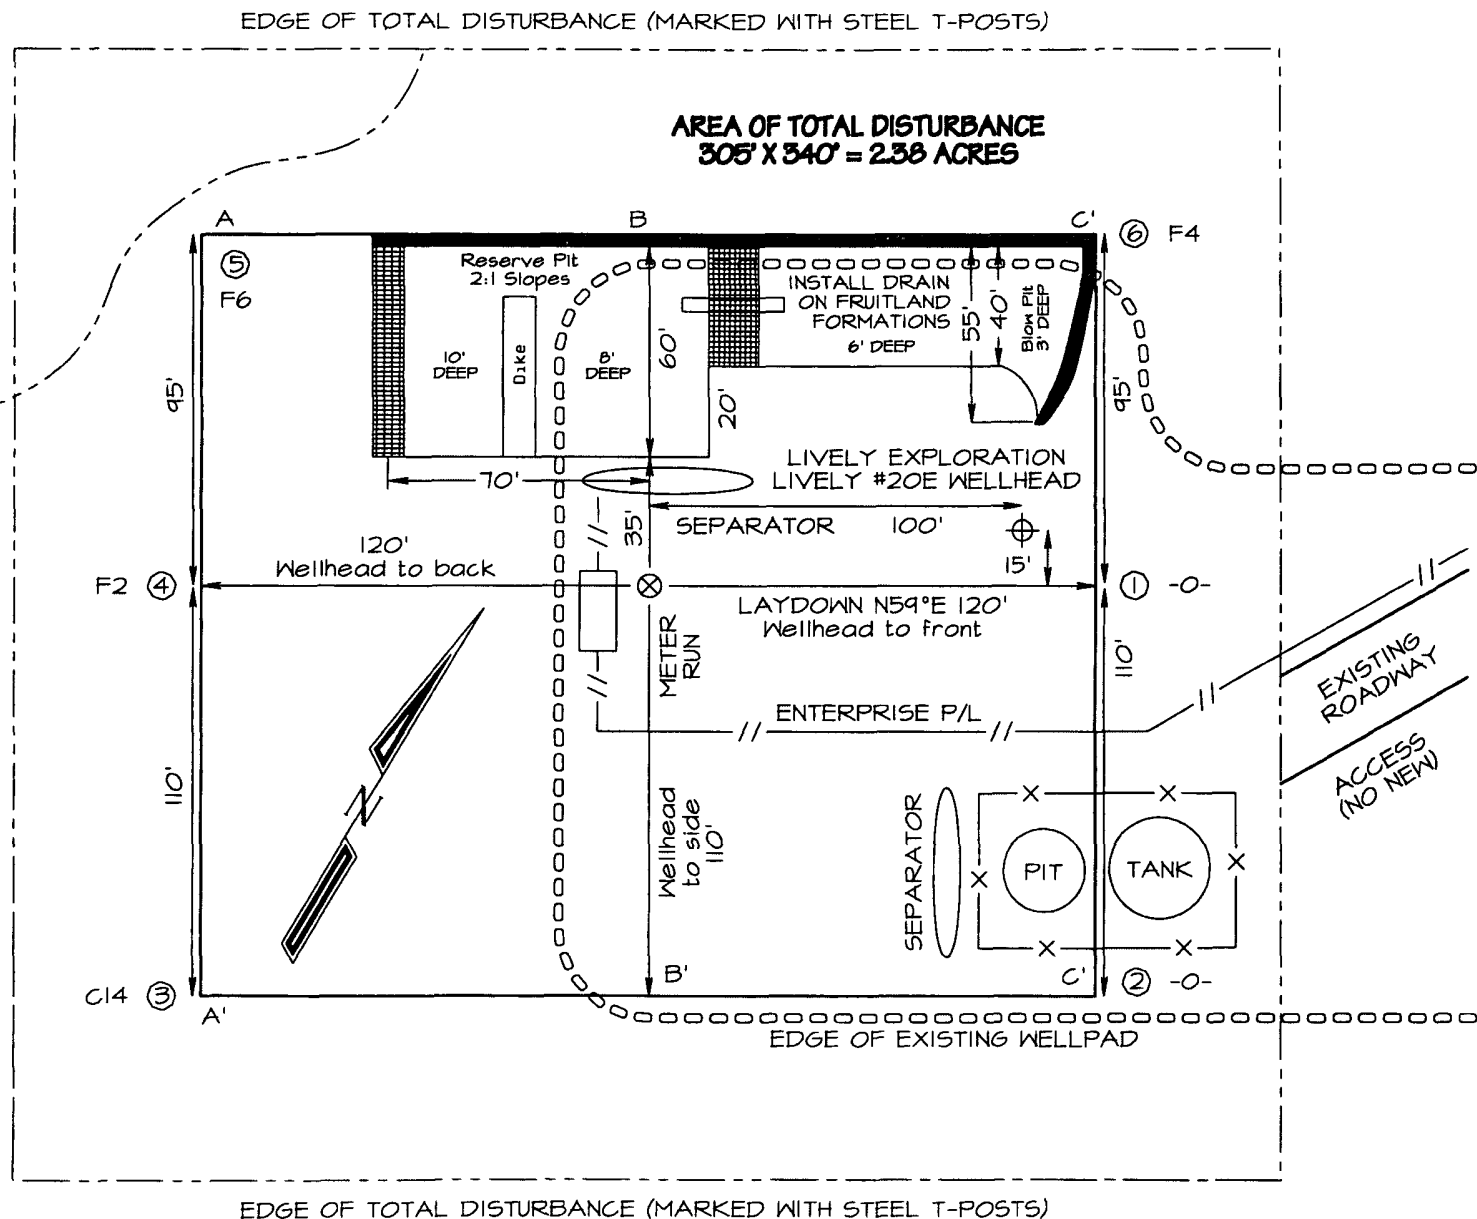 EDGE OF TOTAL DISTURBANCE (MARKED WITH STEEL T-POSTS)
AREA OF TOTAL DISTURBANCE
305' X 340' = 2.38 ACRES
A
B
C'
6 F4
5
F6
Reserve Pit
2:1 Slopes
INSTALL DRAIN
ON FRUITLAND
FORMATIONS
6' DEEP
55'
40'
Blow Pit
3' DEEP
10'
DEEP
Dike
8'
DEEP
60'
20'
95'
95'
LIVELY EXPLORATION
LIVELY #20E WELLHEAD
70'
35'
SEPARATOR 100'
15'
120'
Wellhead to back
F2 4
1 -0-
LAYDOWN N59°E 120'
Wellhead to front
METER
RUN
110'
110'
ENTERPRISE P/L
EXISTING
ROADWAY
ACCESS
(NO NEW)
N
Wellhead
to side
110'
SEPARATOR
PIT
TANK
B'
C'
2 -0-
C14 3
A'
EDGE OF EXISTING WELLPAD
EDGE OF TOTAL DISTURBANCE (MARKED WITH STEEL T-POSTS)